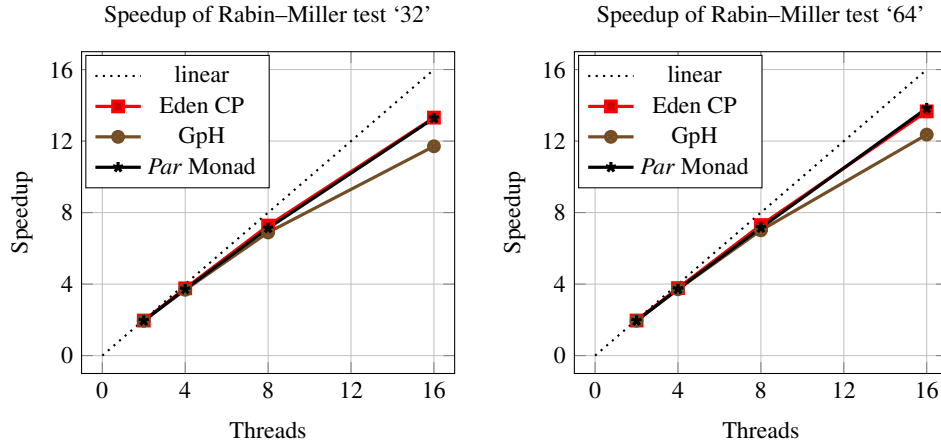 Speedup of Rabin–Miller test ‘32’
16
12
8
4
0
Speedup
linear
Eden CP
GpH
Par Monad
0 4 8 12 16
Threads
Speedup of Rabin–Miller test ‘64’
16
12
8
4
0
Speedup
linear
Eden CP
GpH
Par Monad
0 4 8 12 16
Threads